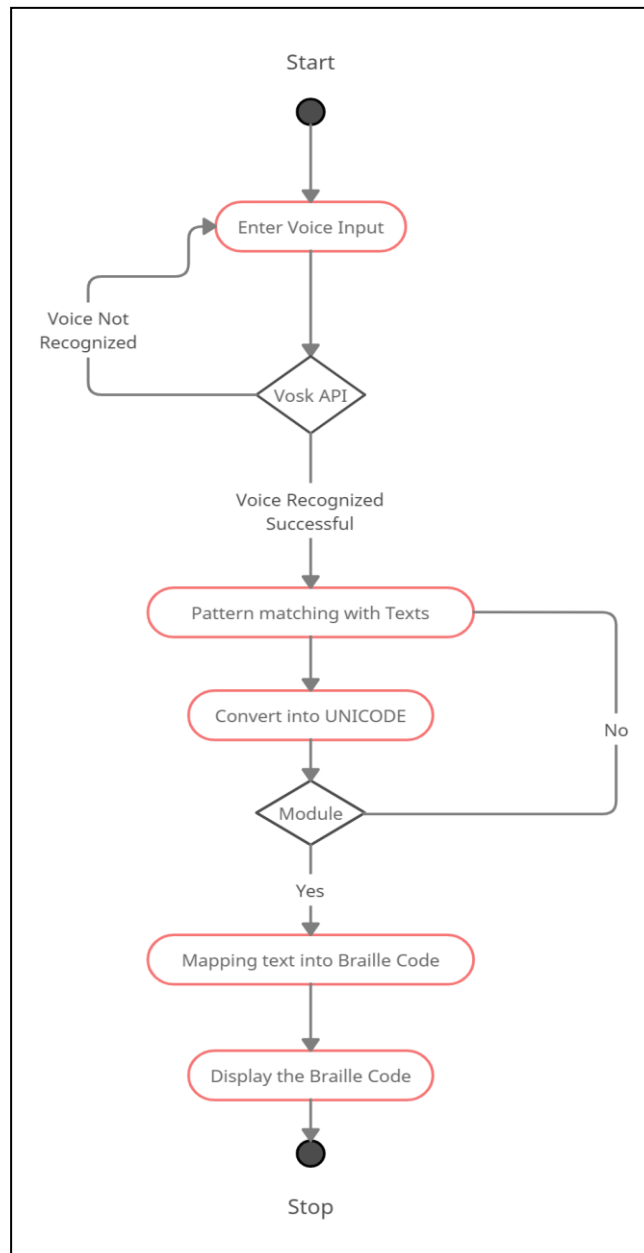 Start
Enter Voice Input
Voice Not
Recognized
Vosk API
Voice Recognized
Successful
Pattern matching with Texts
Convert into UNICODE
No
Module
Yes
Mapping text into Braille Code
Display the Braille Code
Stop